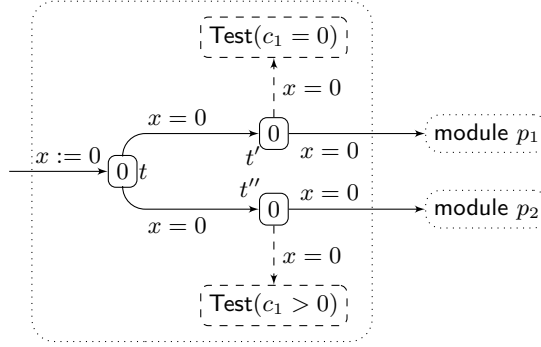 Test(c₁ = 0)
x = 0
x = 0
0
module p₁
t′
x = 0
x := 0
0
t
t″
x = 0
0
module p₂
x = 0
x = 0
Test(c₁ > 0)